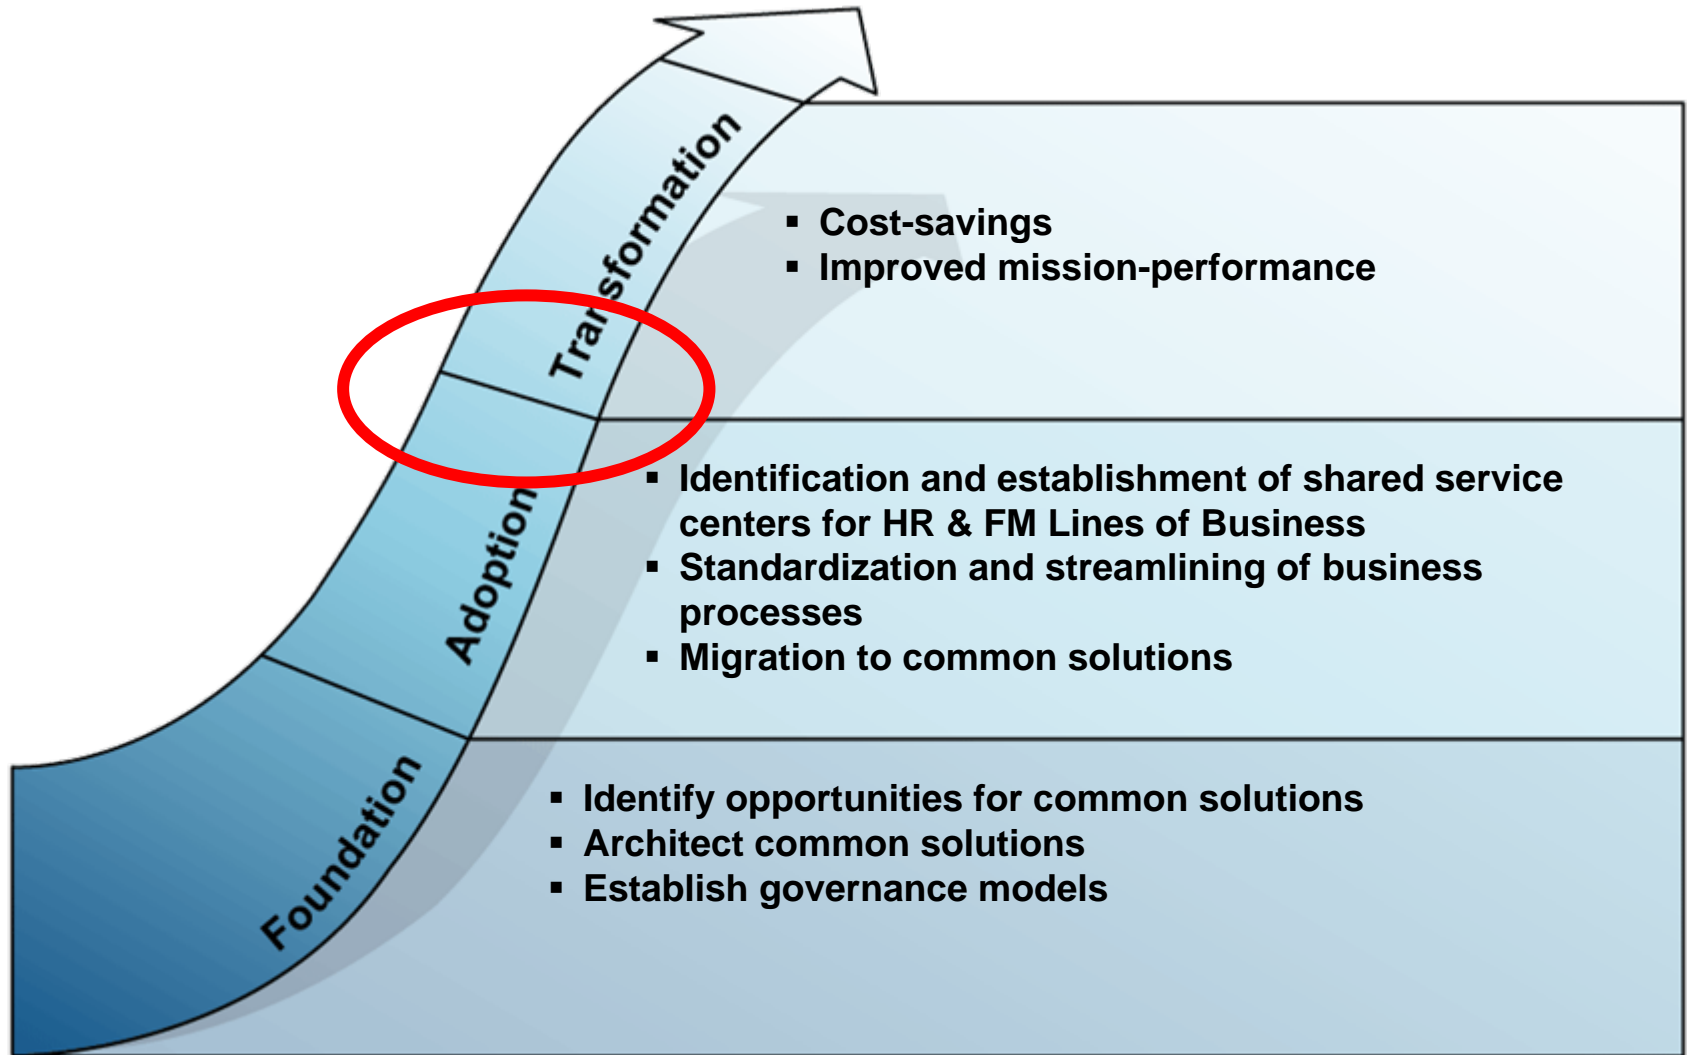 Transformation
▪ Cost-savings
▪ Improved mission-performance
Adoption
▪ Identification and establishment of shared service
centers for HR & FM Lines of Business
▪ Standardization and streamlining of business
processes
▪ Migration to common solutions
Foundation
▪ Identify opportunities for common solutions
▪ Architect common solutions
▪ Establish governance models